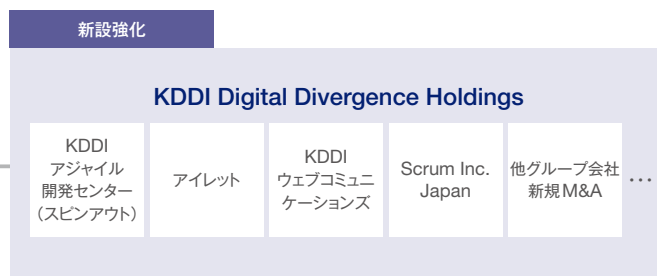 新設強化
KDDI Digital Divergence Holdings
KDDI
アジャイル
開発センター
（スピンアウト）
アイレット
KDDI
ウェブコミュニ
ケーションズ
Scrum Inc.
Japan
他グループ会社
新規M&A
…